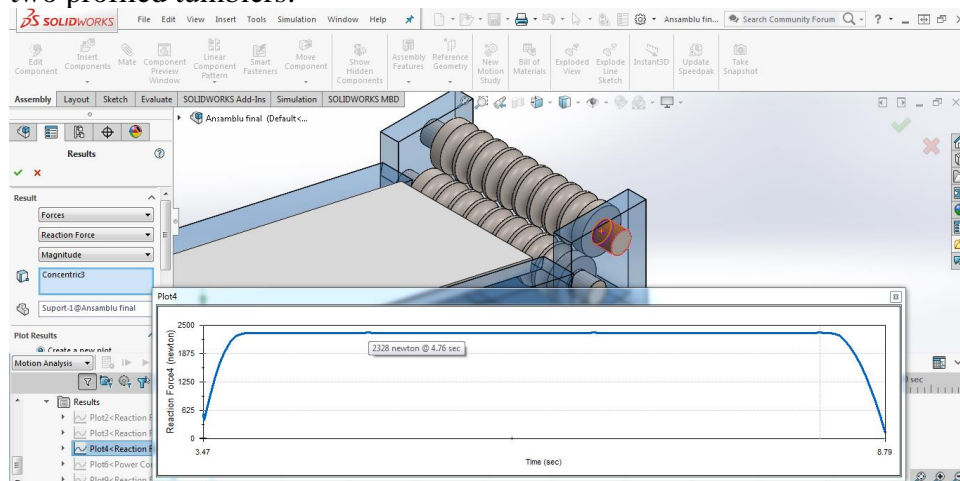 two profiled tumblers.
SOLIDWORKS File Edit View Insert Tools Simulation Window Help Ansamblu fin... Search Community Forum
Edit Component
Insert Components
Mate
Component Preview Window
Linear Component Pattern
Smart Fasteners
Move Component
Show Hidden Components
Assembly Features
Reference Geometry
New Motion Study
Bill of Materials
Exploded View
Explode Line Sketch
Instant3D
Update Speedpak
Take Snapshot
Assembly Layout Sketch Evaluate SOLIDWORKS Add-Ins Simulation SOLIDWORKS MBD
Ansamblu final (Default<...
Results
Result
Forces
Reaction Force
Magnitude
Concentric3
Suport-1@Ansamblu final
Plot Results
Create a new plot
Motion Analysis
Results
Plot2<Reaction F
Plot3<Reaction F
Plot4<Reaction F
Plot6<Power Co
Plot9<Reaction
Plot4
Reaction Force4 (newton)
2500
1875
1250
625
0
2328 newton @ 4.76 sec
3.47
8.79
Time (sec)
sec